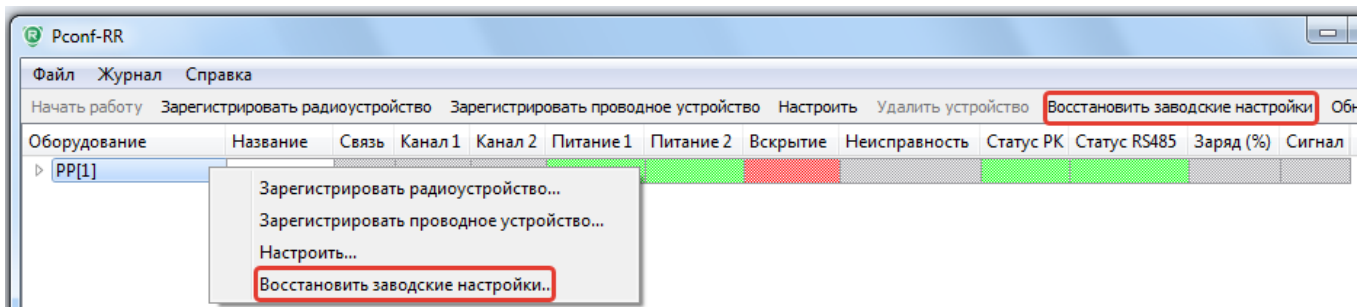 Pconf-RR
Файл Журнал Справка
Начать работу Зарегистрировать радиоустройство Зарегистрировать проводное устройство Настроить Удалить устройство Восстановить заводские настройки Обн
Оборудование Название Связь Канал 1 Канал 2 Питание 1 Питание 2 Вскрытие Неисправность Статус РК Статус RS485 Заряд (%) Сигнал
РР[1]
Зарегистрировать радиоустройство...
Зарегистрировать проводное устройство...
Настроить...
Восстановить заводские настройки...